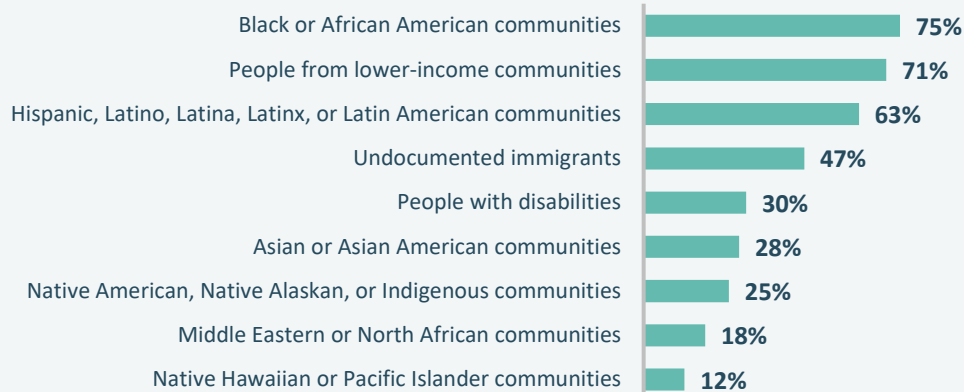 Black or African American communities 75%
People from lower-income communities 71%
Hispanic, Latino, Latina, Latinx, or Latin American communities 63%
Undocumented immigrants 47%
People with disabilities 30%
Asian or Asian American communities 28%
Native American, Native Alaskan, or Indigenous communities 25%
Middle Eastern or North African communities 18%
Native Hawaiian or Pacific Islander communities 12%